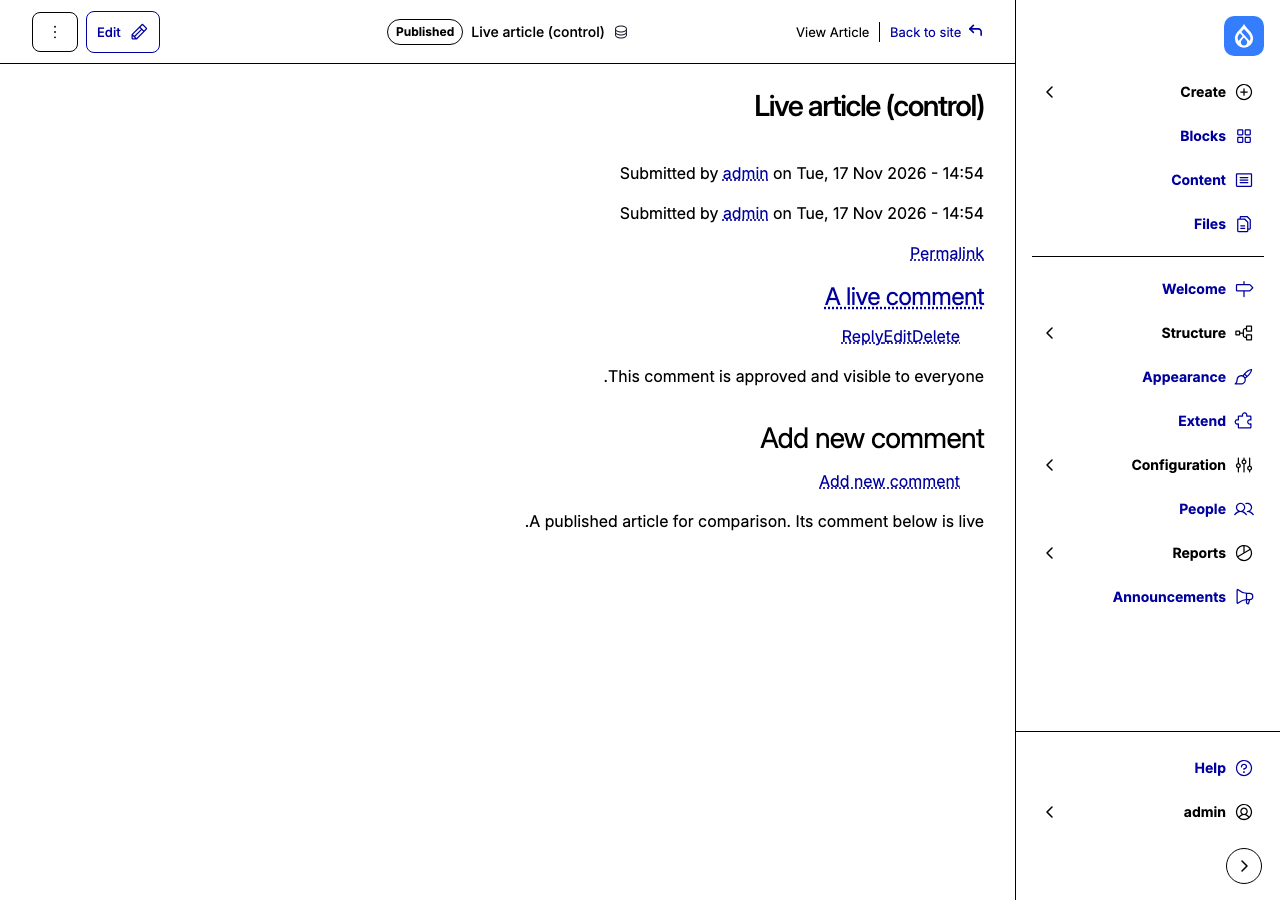 Edit
Published
Live article (control)
View Article
Back to site
Live article (control)
Submitted by admin on Tue, 17 Nov 2026 - 14:54
Submitted by admin on Tue, 17 Nov 2026 - 14:54
Permalink
A live comment
ReplyEditDelete
.This comment is approved and visible to everyone
Add new comment
Add new comment
.A published article for comparison. Its comment below is live
Create
Blocks
Content
Files
Welcome
Structure
Appearance
Extend
Configuration
People
Reports
Announcements
Help
admin